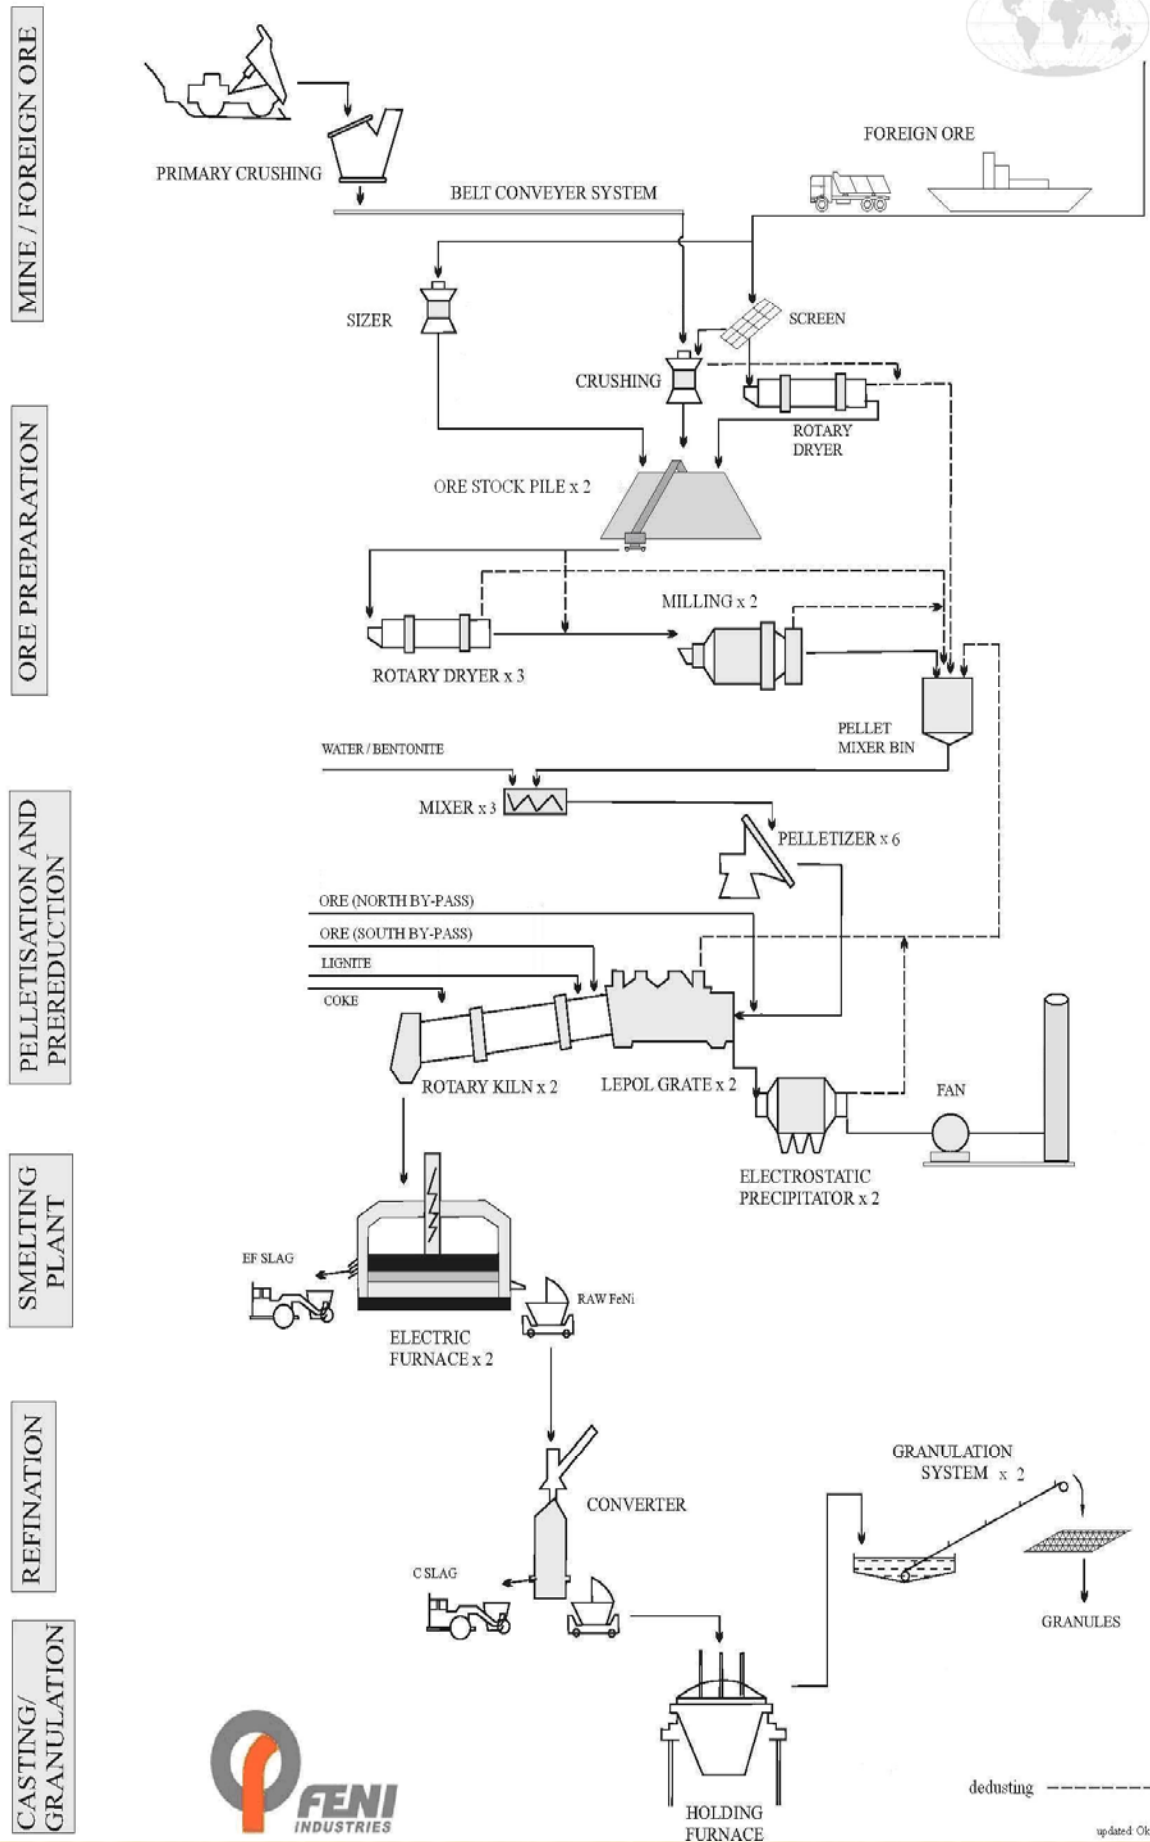 MINE / FOREIGN ORE
PRIMARY CRUSHING
BELT CONVEYER SYSTEM
FOREIGN ORE
SIZER
SCREEN
CRUSHING
ROTARY
DRYER
ORE PREPARATION
ORE STOCK PILE x 2
MILLING x 2
ROTARY DRYER x 3
PELLET
MIXER BIN
WATER / BENTONITE
PELLETISATION AND
PREREDUCTION
MIXER x 3
PELLETIZER x 6
ORE (NORTH BY-PASS)
ORE (SOUTH BY-PASS)
LIGNITE
COKE
ROTARY KILN x 2
LEPOL GRATE x 2
FAN
ELECTROSTATIC
PRECIPITATOR x 2
SMELTING
PLANT
EF SLAG
RAW FeNi
ELECTRIC
FURNACE x 2
REFINATION
GRANULATION
SYSTEM x 2
CONVERTER
C SLAG
GRANULES
CASTING/
GRANULATION
FENI
INDUSTRIES
HOLDING
FURNACE
dedusting
updated: Ok